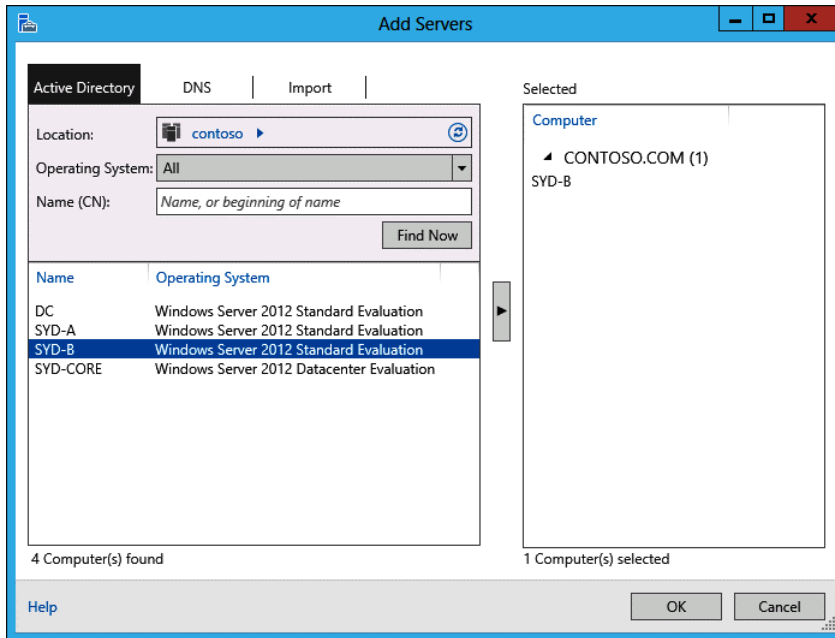 Add Servers
Active Directory
DNS
Import
Location:
contoso
Operating System:
All
Name (CN):
Name, or beginning of name
Find Now
Name Operating System
DC Windows Server 2012 Standard Evaluation
SYD-A Windows Server 2012 Standard Evaluation
SYD-B Windows Server 2012 Standard Evaluation
SYD-CORE Windows Server 2012 Datacenter Evaluation
4 Computer(s) found
Selected
Computer
CONTOSO.COM (1)
SYD-B
1 Computer(s) selected
Help
OK
Cancel